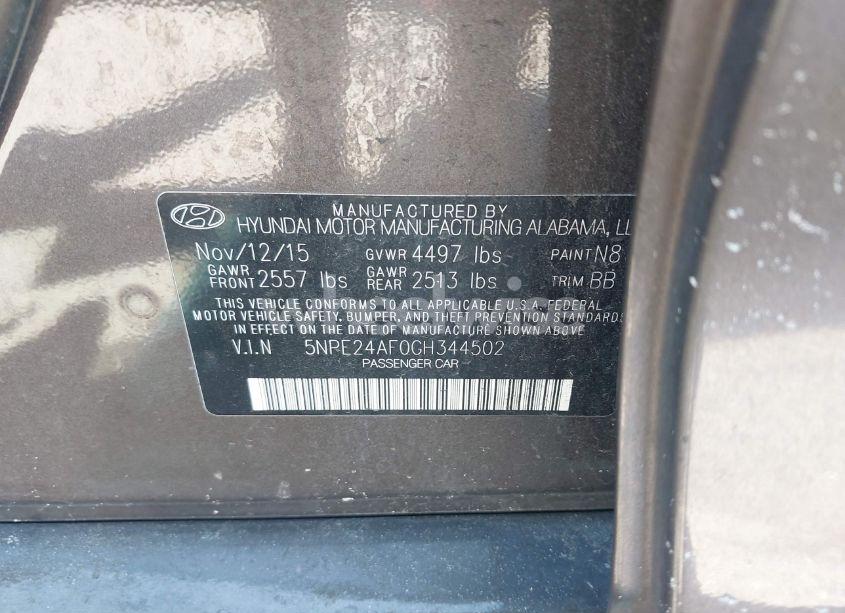 MANUFACTURED BY
HYUNDAI MOTOR MANUFACTURING ALABAMA, LL
Nov/12/15 GVWR 4497 lbs PAINT N8
GAWR FRONT 2557 lbs GAWR REAR 2513 lbs TRIM BB
THIS VEHICLE CONFORMS TO ALL APPLICABLE U.S.A. FEDERAL
MOTOR VEHICLE SAFETY, BUMPER, AND THEFT PREVENTION STANDARDS
IN EFFECT ON THE DATE OF MANUFACTURE SHOWN ABOVE
V.I.N 5NPE24AF0GH344502
PASSENGER CAR